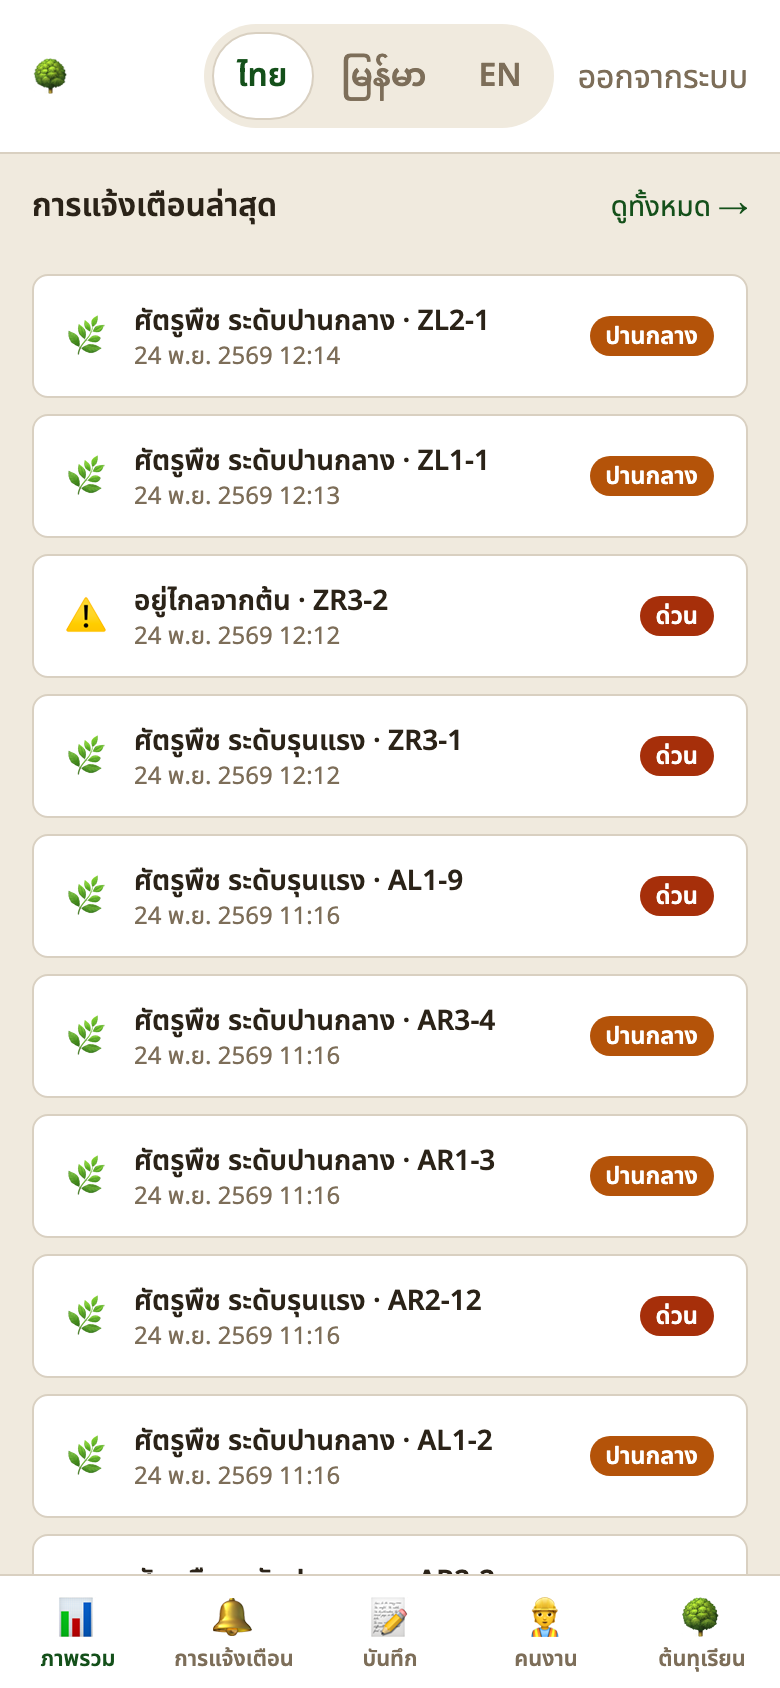 ไทย
မြန်မာ
EN
ออกจากระบบ
การแจ้งเตือนล่าสุด
ดูทั้งหมด →
ศัตรูพืช ระดับปานกลาง · ZL2-1
24 พ.ย. 2569 12:14
ปานกลาง
ศัตรูพืช ระดับปานกลาง · ZL1-1
24 พ.ย. 2569 12:13
ปานกลาง
อยู่ไกลจากต้น · ZR3-2
24 พ.ย. 2569 12:12
ด่วน
ศัตรูพืช ระดับรุนแรง · ZR3-1
24 พ.ย. 2569 12:12
ด่วน
ศัตรูพืช ระดับรุนแรง · AL1-9
24 พ.ย. 2569 11:16
ด่วน
ศัตรูพืช ระดับปานกลาง · AR3-4
24 พ.ย. 2569 11:16
ปานกลาง
ศัตรูพืช ระดับปานกลาง · AR1-3
24 พ.ย. 2569 11:16
ปานกลาง
ศัตรูพืช ระดับรุนแรง · AR2-12
24 พ.ย. 2569 11:16
ด่วน
ศัตรูพืช ระดับปานกลาง · AL1-2
24 พ.ย. 2569 11:16
ปานกลาง
ภาพรวม
การแจ้งเตือน
บันทึก
คนงาน
ต้นทุเรียน